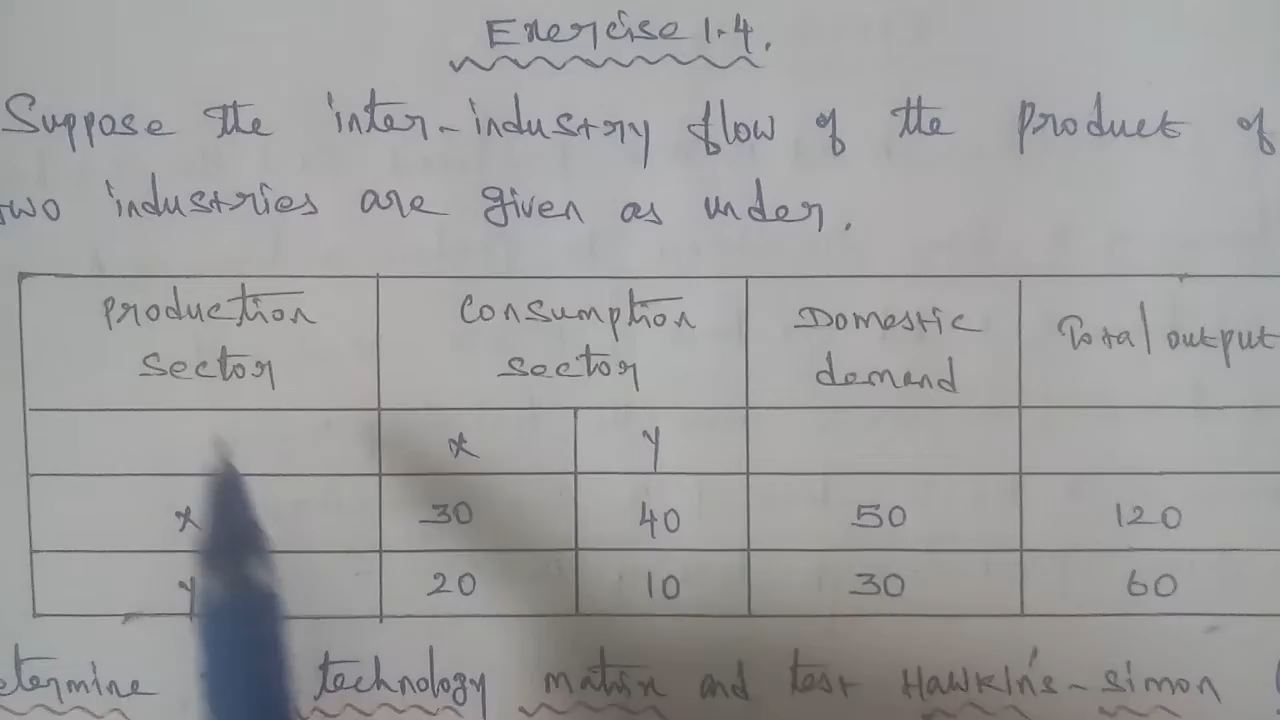 Exercise 1.4.
Suppose the inter-industry flow of the product of
two industries are given as under.
Production sector Consumption sector Domestic demand Total output
x y
x 30 40 50 120
y 20 10 30 60
technology matrix and test Hawkin's-simon